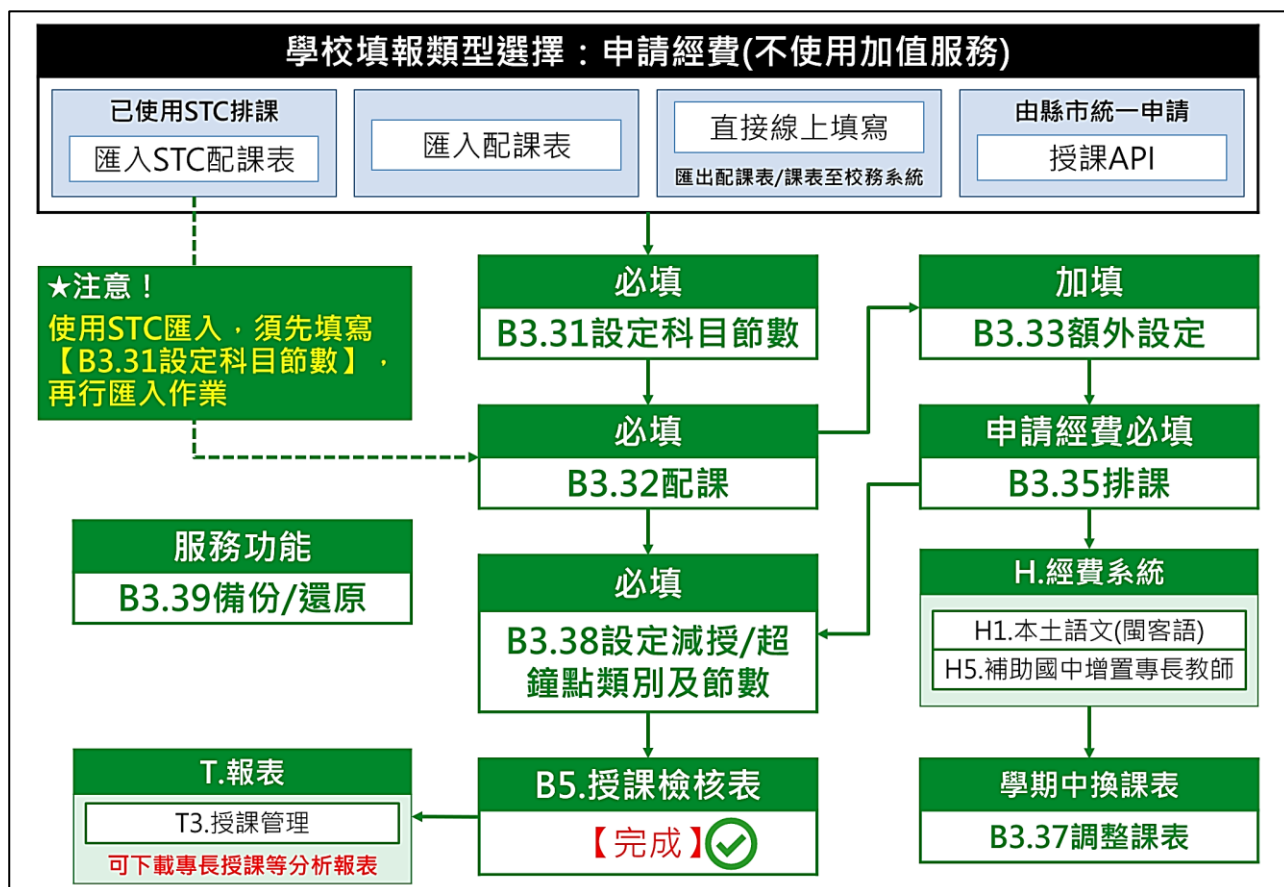 學校填報類型選擇：申請經費(不使用加值服務)
已使用STC排課
匯入STC配課表
匯入配課表
直接線上填寫
匯出配課表/課表至校務系統
由縣市統一申請
授課API
★注意！
使用STC匯入，須先填寫
【B3.31設定科目節數】，
再行匯入作業
必填
B3.31設定科目節數
加填
B3.33額外設定
必填
B3.32配課
申請經費必填
B3.35排課
服務功能
B3.39備份/還原
必填
B3.38設定減授/超
鐘點類別及節數
H.經費系統
H1.本土語文(閩客語)
H5.補助國中增置專長教師
T.報表
T3.授課管理
可下載專長授課等分析報表
B5.授課檢核表
【完成】
學期中換課表
B3.37調整課表